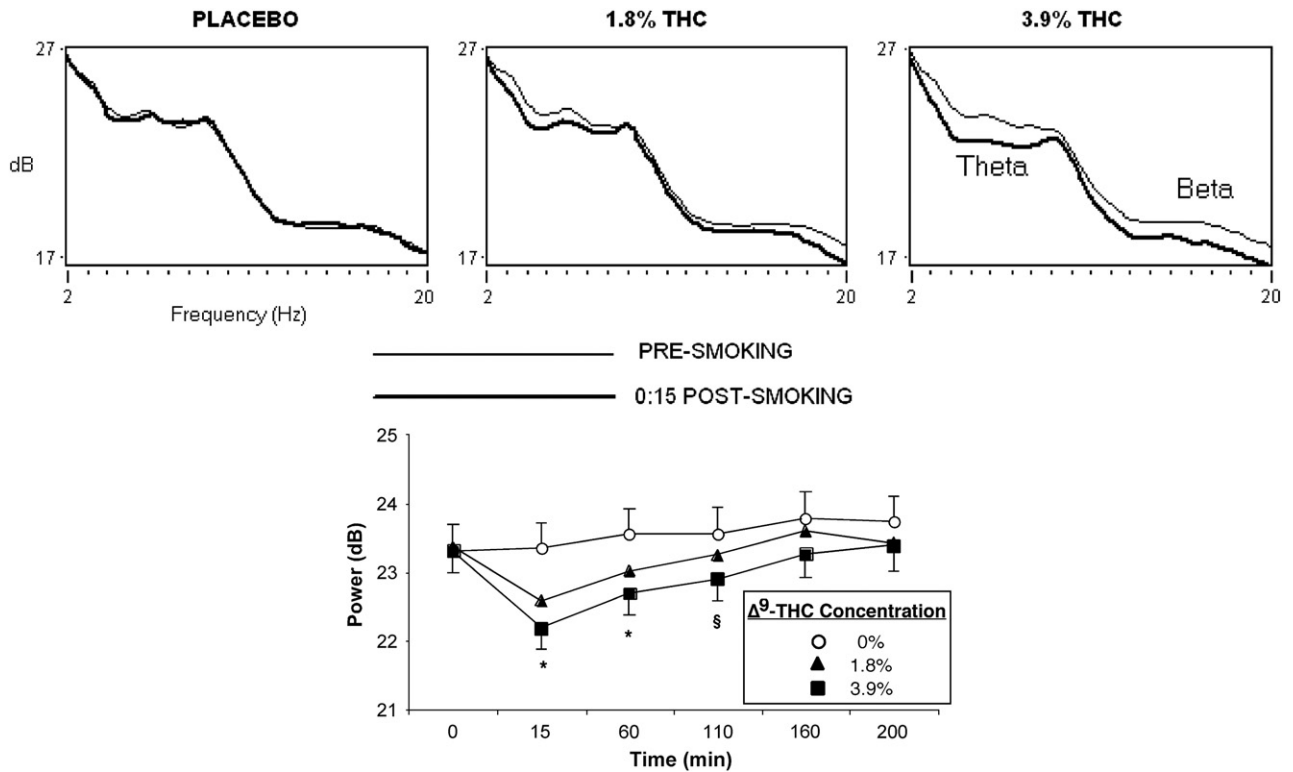 PLACEBO
1.8% THC
3.9% THC
27
27
27
dB
Theta
Beta
17
17
17
2
20
2
20
2
20
Frequency (Hz)
PRE-SMOKING
0:15 POST-SMOKING
25
24
23
22
21
Power (dB)
*
*
§
Δ9-THC Concentration
0%
1.8%
3.9%
0
15
60
110
160
200
Time (min)